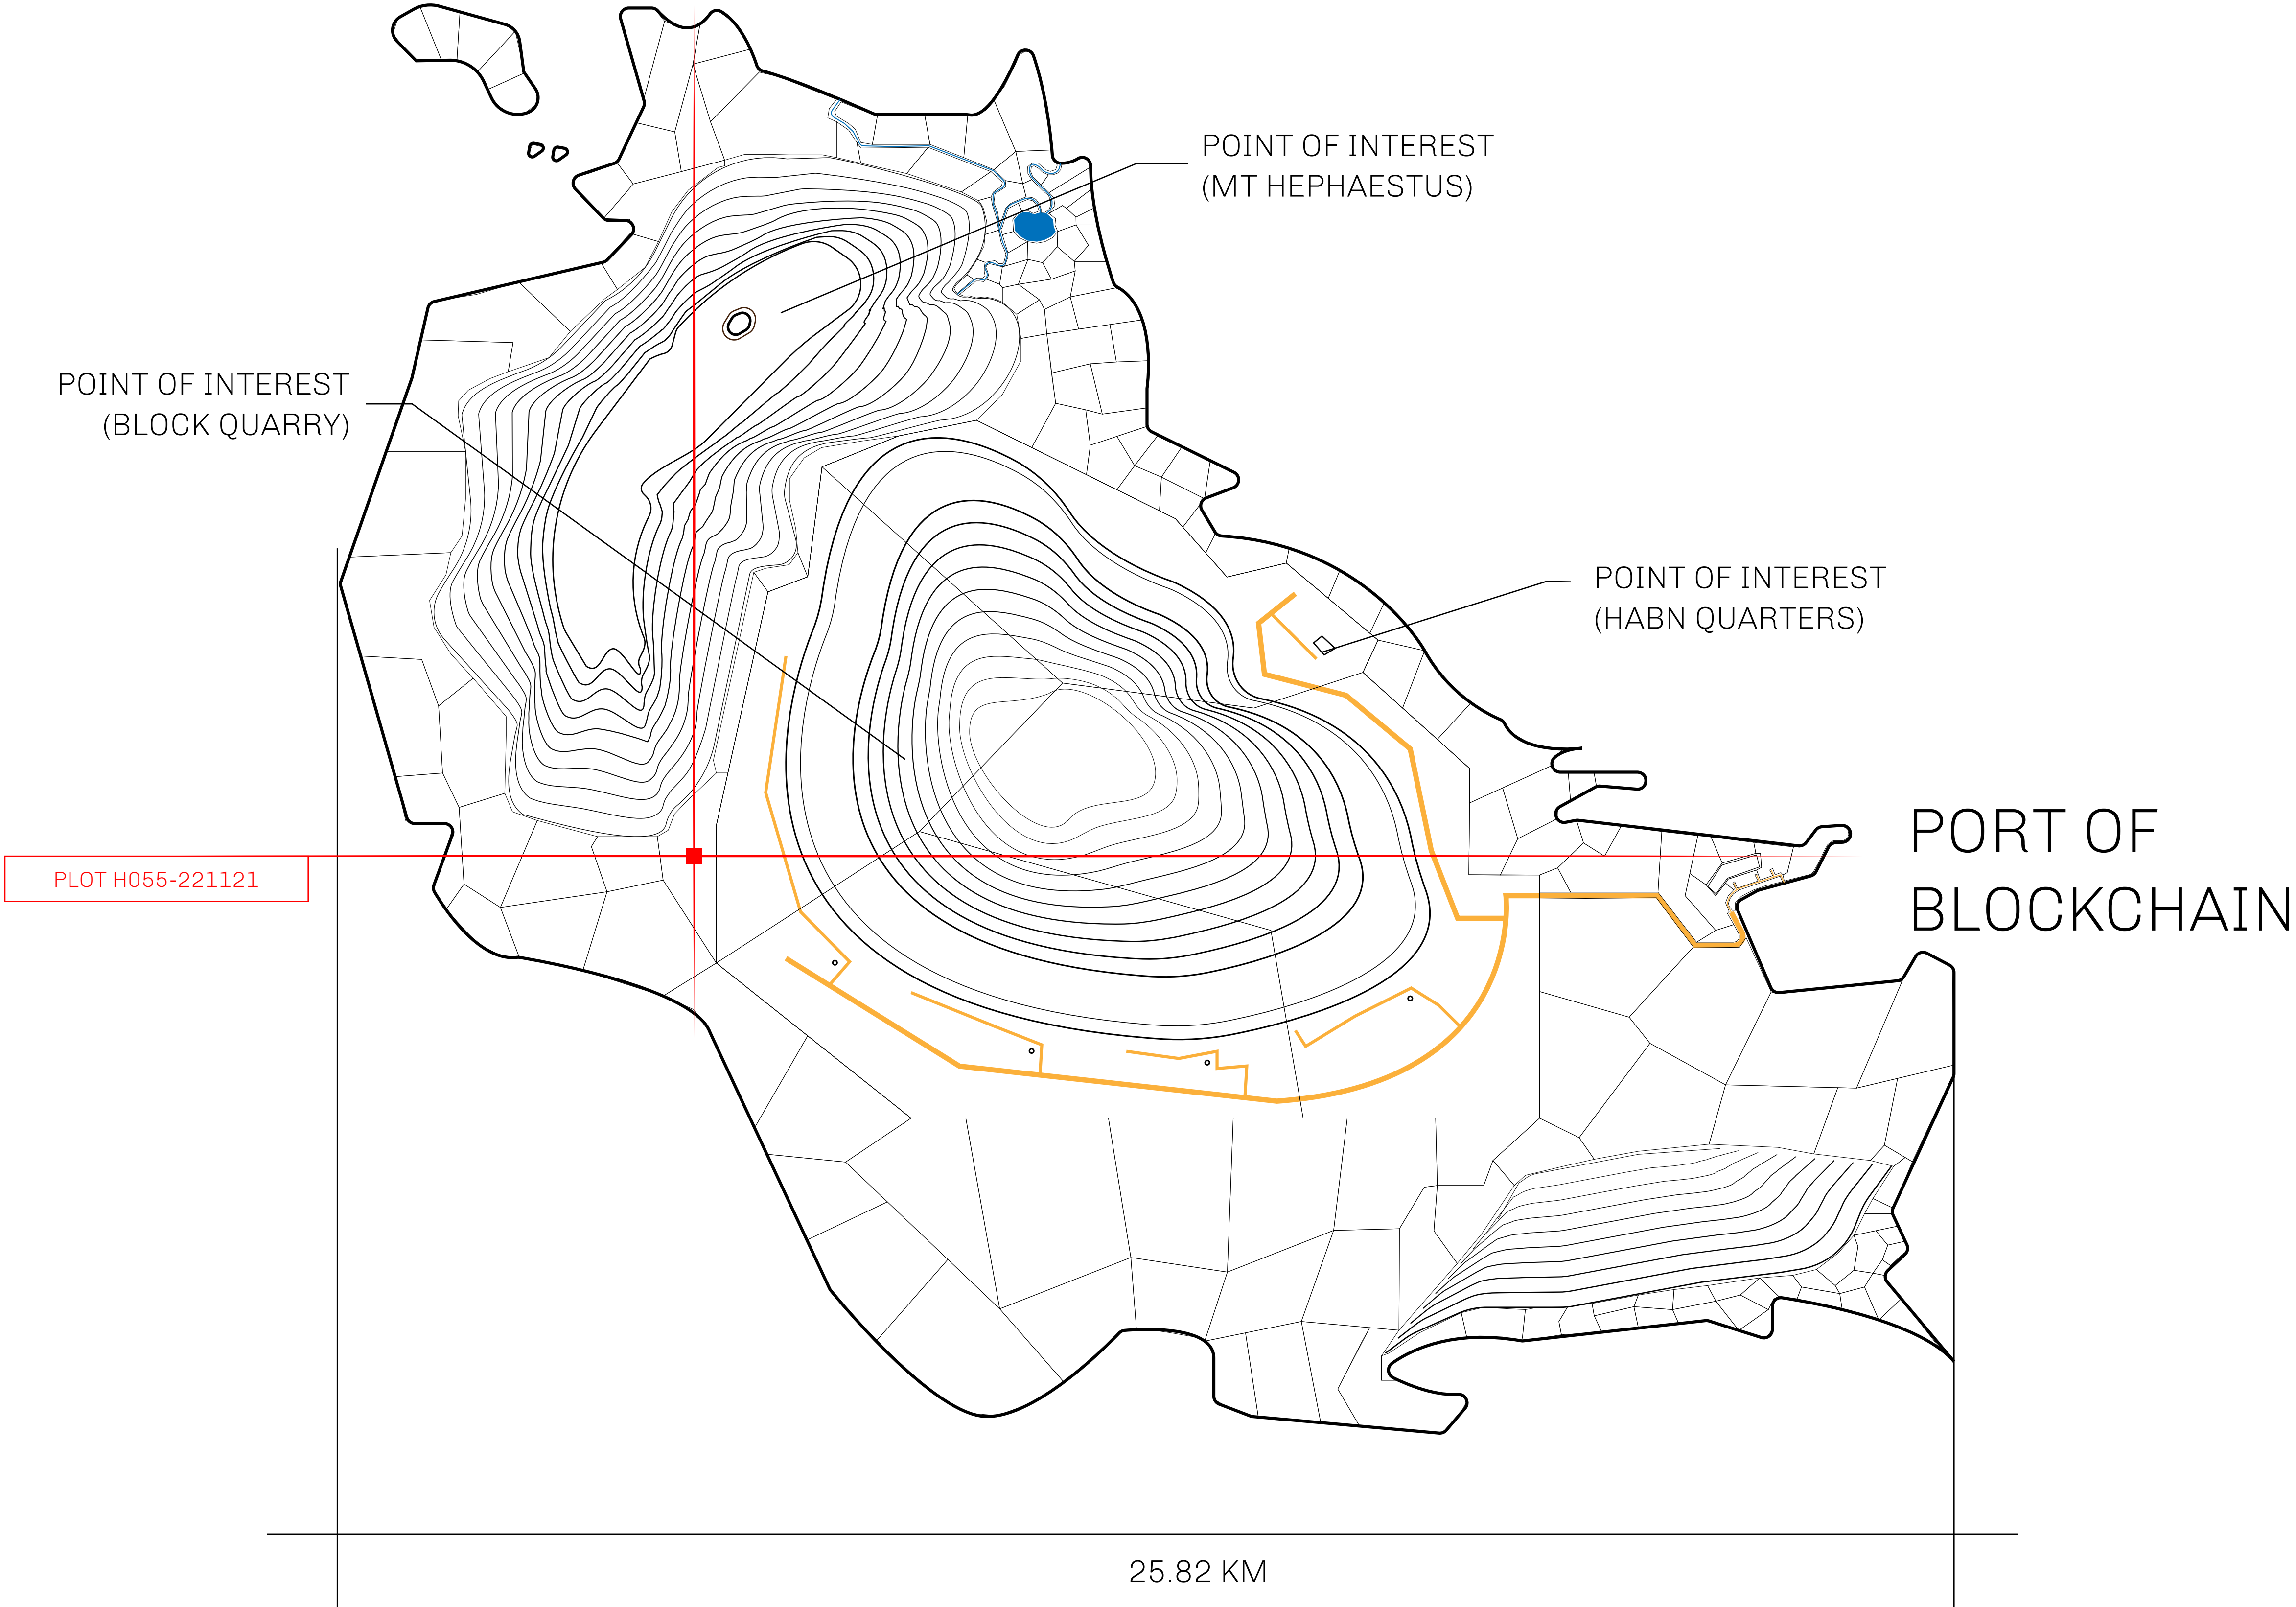 POINT OF INTEREST
(MT HEPHAESTUS)
POINT OF INTEREST
(BLOCK QUARRY)
POINT OF INTEREST
(HABN QUARTERS)
PORT OF
BLOCKCHAIN
PLOT H055-221121
25.82 KM